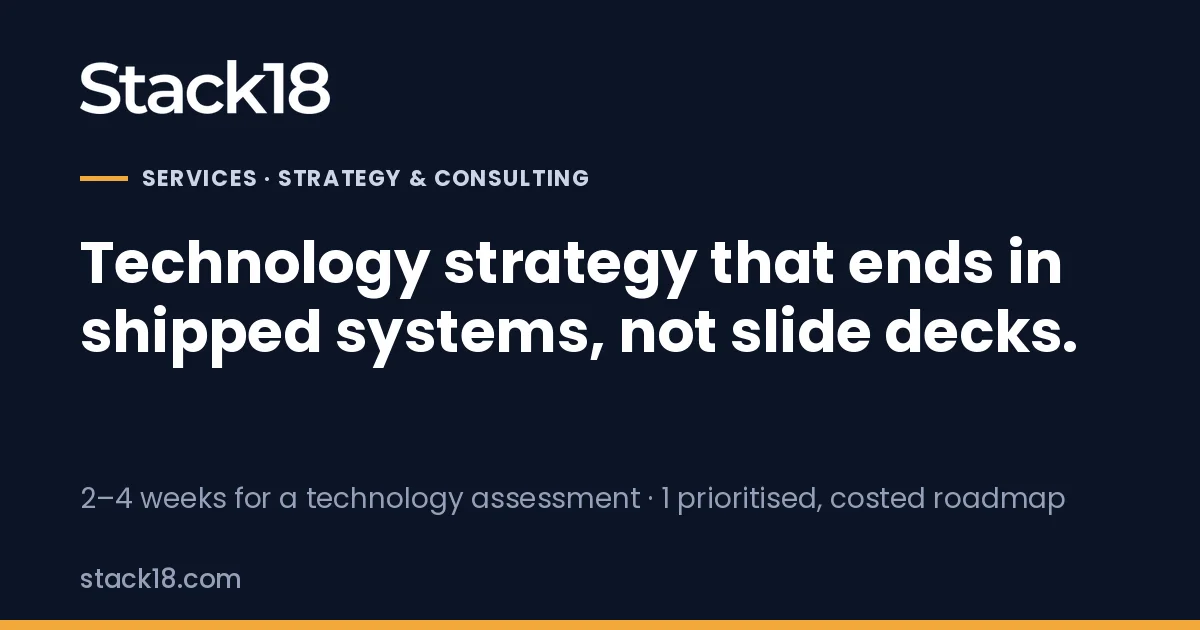 Stack18
SERVICES · STRATEGY & CONSULTING
Technology strategy that ends in
shipped systems, not slide decks.
2–4 weeks for a technology assessment · 1 prioritised, costed roadmap
stack18.com